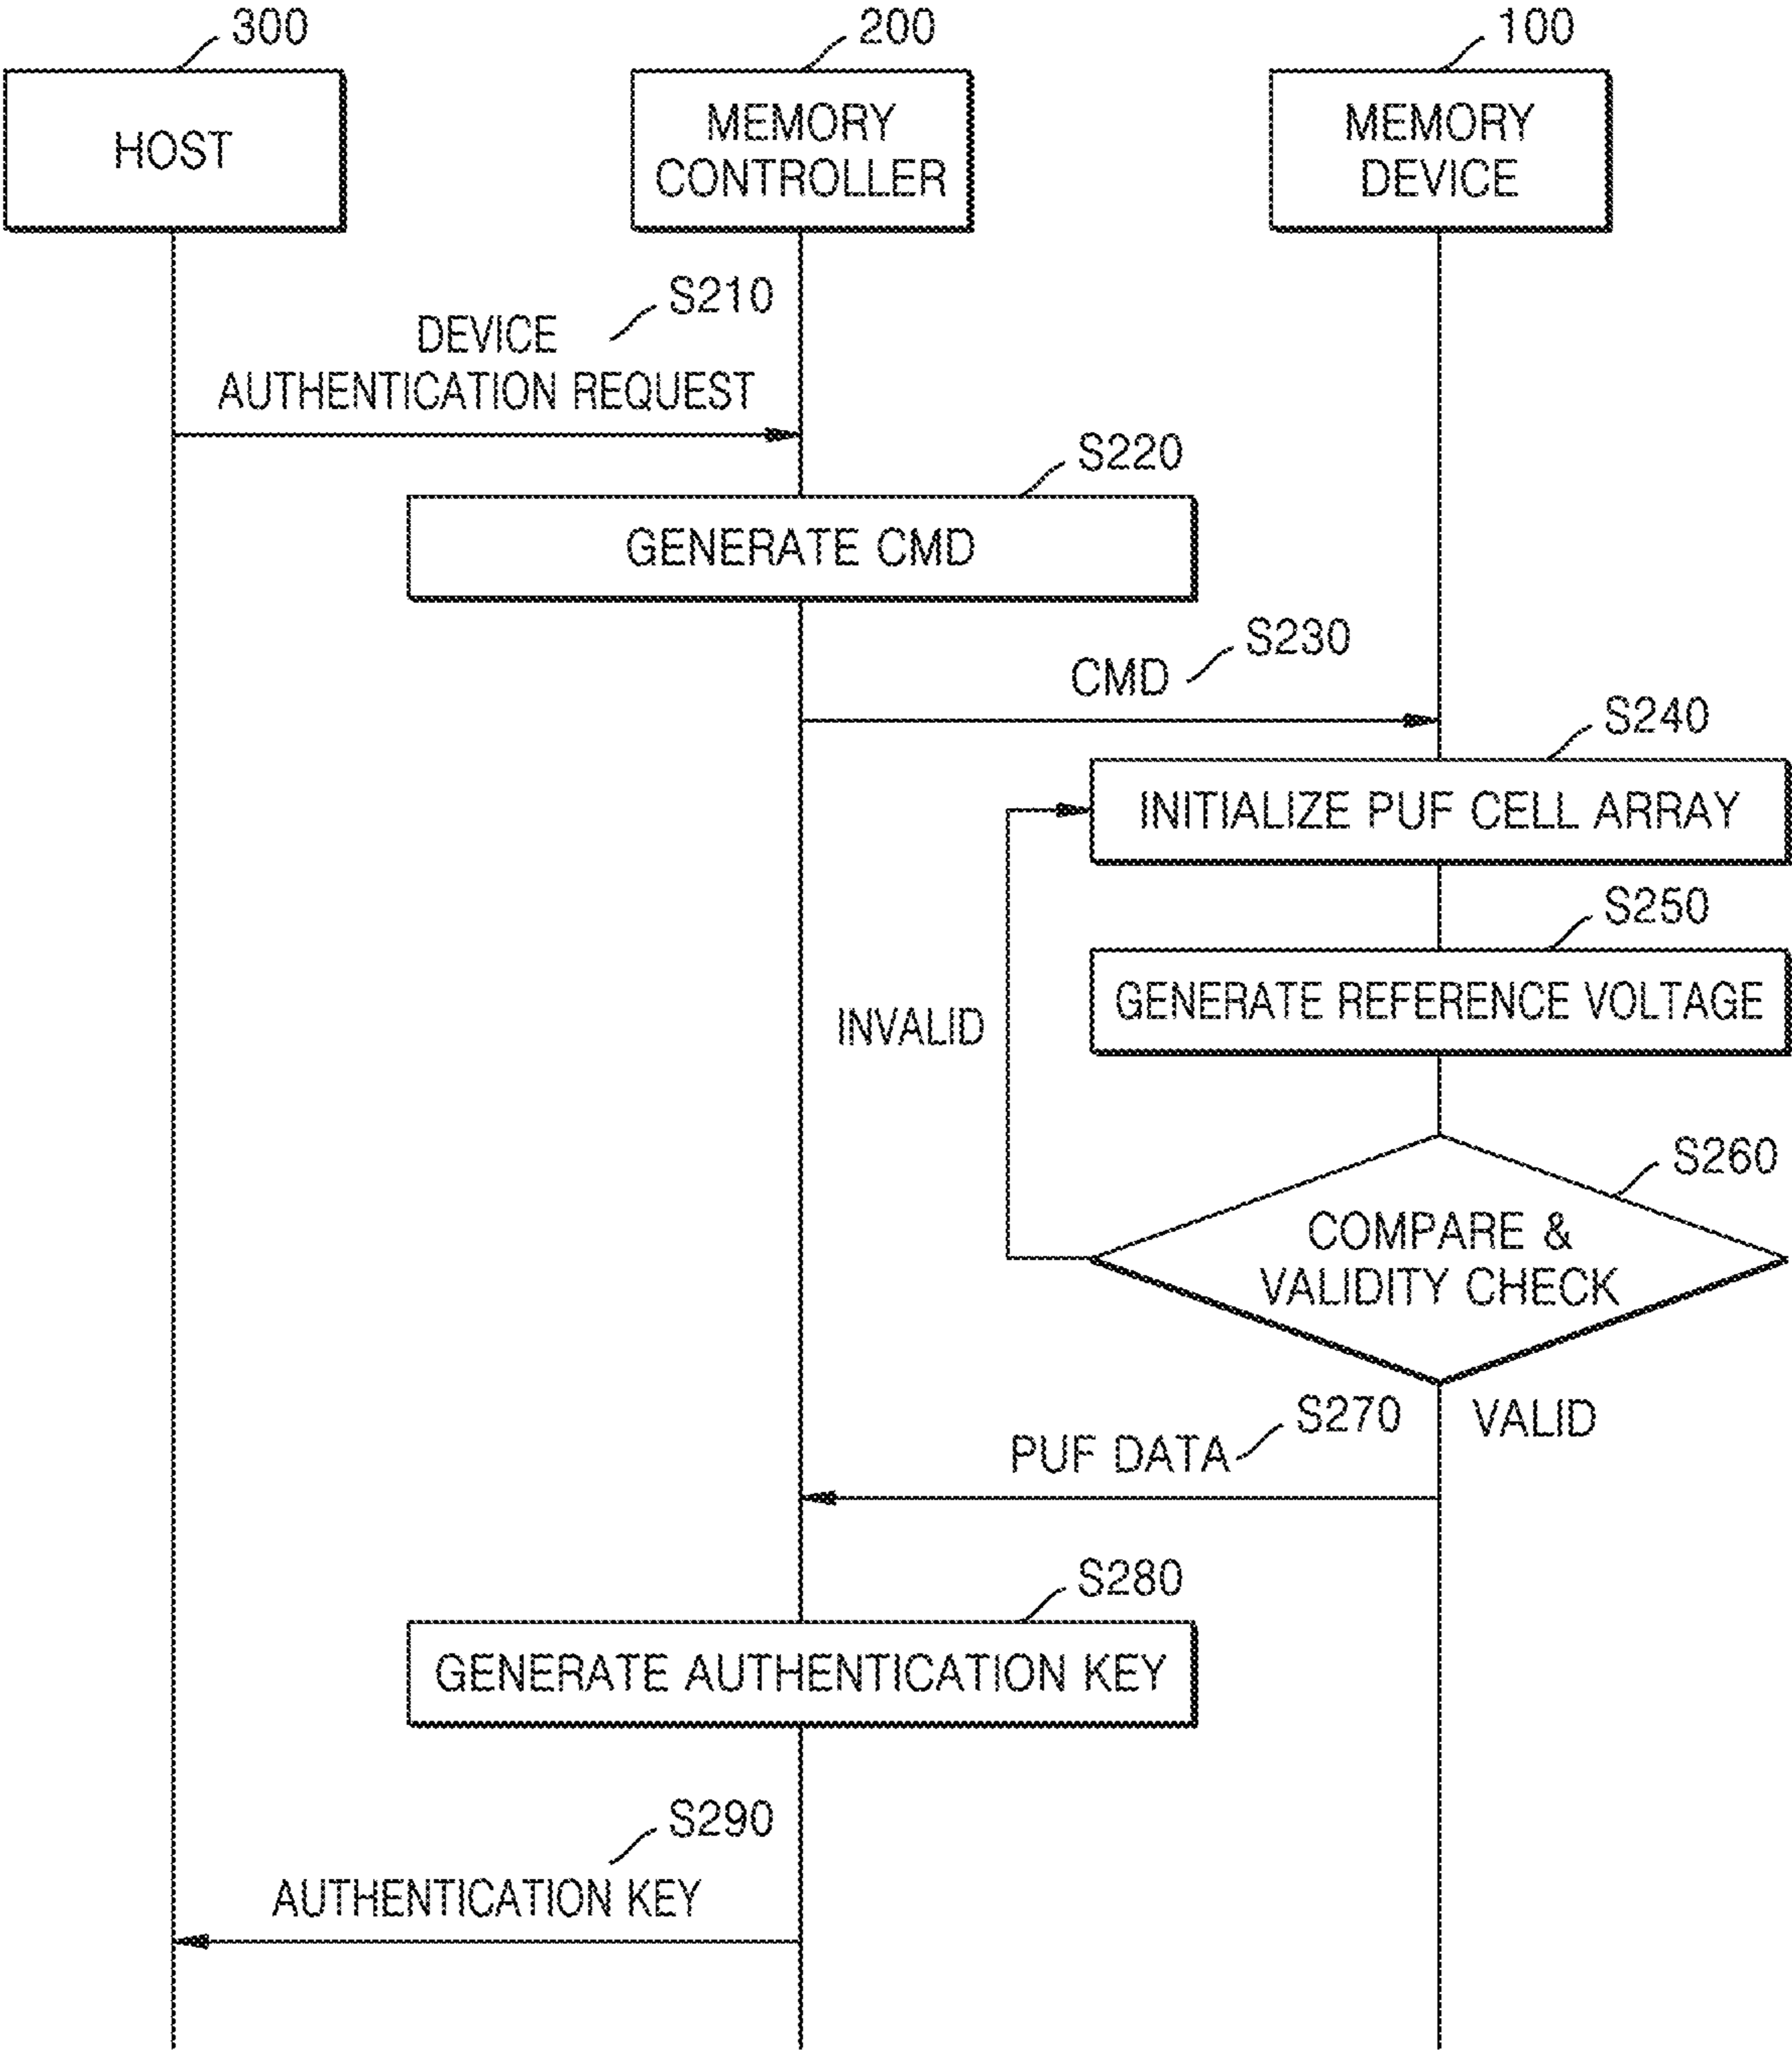 300
200
100
HOST
MEMORY
CONTROLLER
MEMORY
DEVICE
S210
DEVICE
AUTHENTICATION REQUEST
S220
GENERATE CMD
S230
CMD
S240
INITIALIZE PUF CELL ARRAY
S250
GENERATE REFERENCE VOLTAGE
INVALID
S260
COMPARE &
VALIDITY CHECK
S270
VALID
PUF DATA
S280
GENERATE AUTHENTICATION KEY
S290
AUTHENTICATION KEY